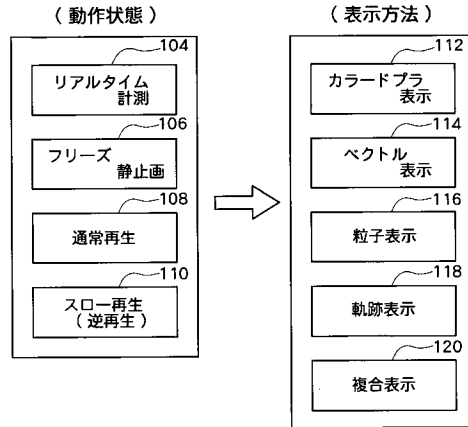 （動作状態）
104
リアルタイム
計測
106
フリーズ
静止画
108
通常再生
110
スロー再生
（逆再生）
（表示方法）
112
カラードプラ
表示
114
ベクトル
表示
116
粒子表示
118
軌跡表示
120
複合表示